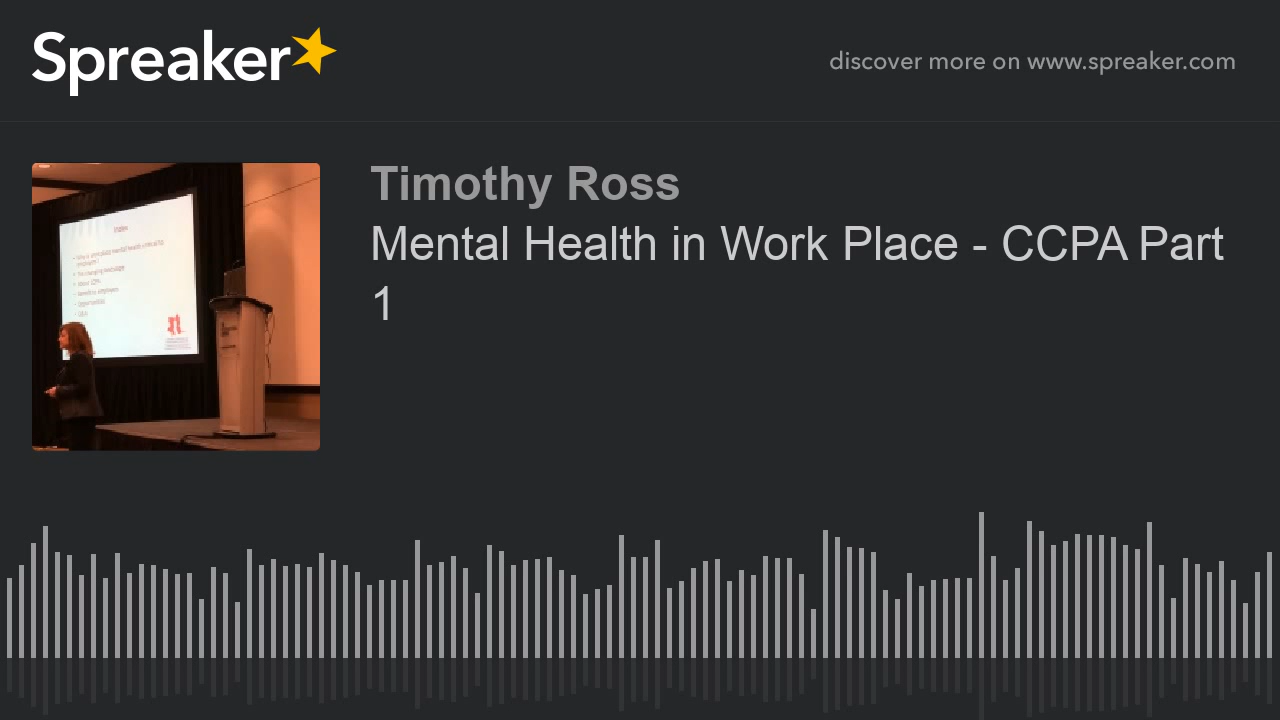 Spreaker
discover more on www.spreaker.com
Timothy Ross
Mental Health in Work Place - CCPA Part
1